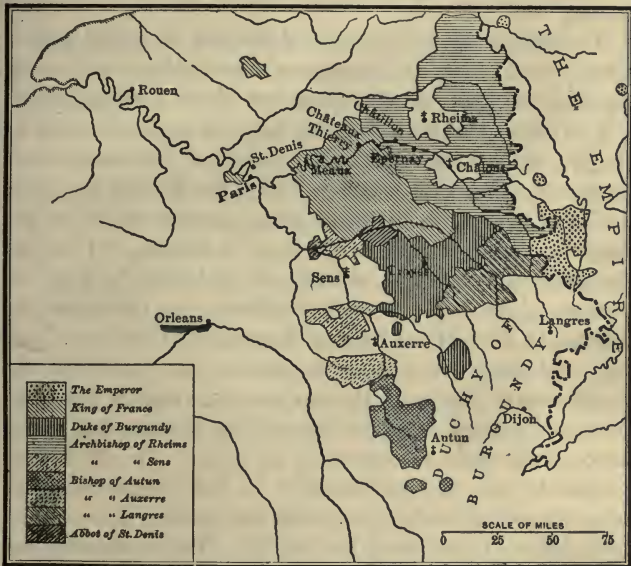 THE EMPIRE
Rouen
Rheims
Châtillon
Châteaux
Thierry
St. Denis
Epernay
Châlons
Paris
Meaux
Sens
Troyes
Orleans
Langres
Auxerre
DUCHY OF
BURGUNDY
Dijon
Autun
The Emperor
King of France
Duke of Burgundy
Archbishop of Rheims
" " Sens
Bishop of Autun
" " Auxerre
" " Langres
Abbot of St. Denis
SCALE OF MILES
0 25 50 75